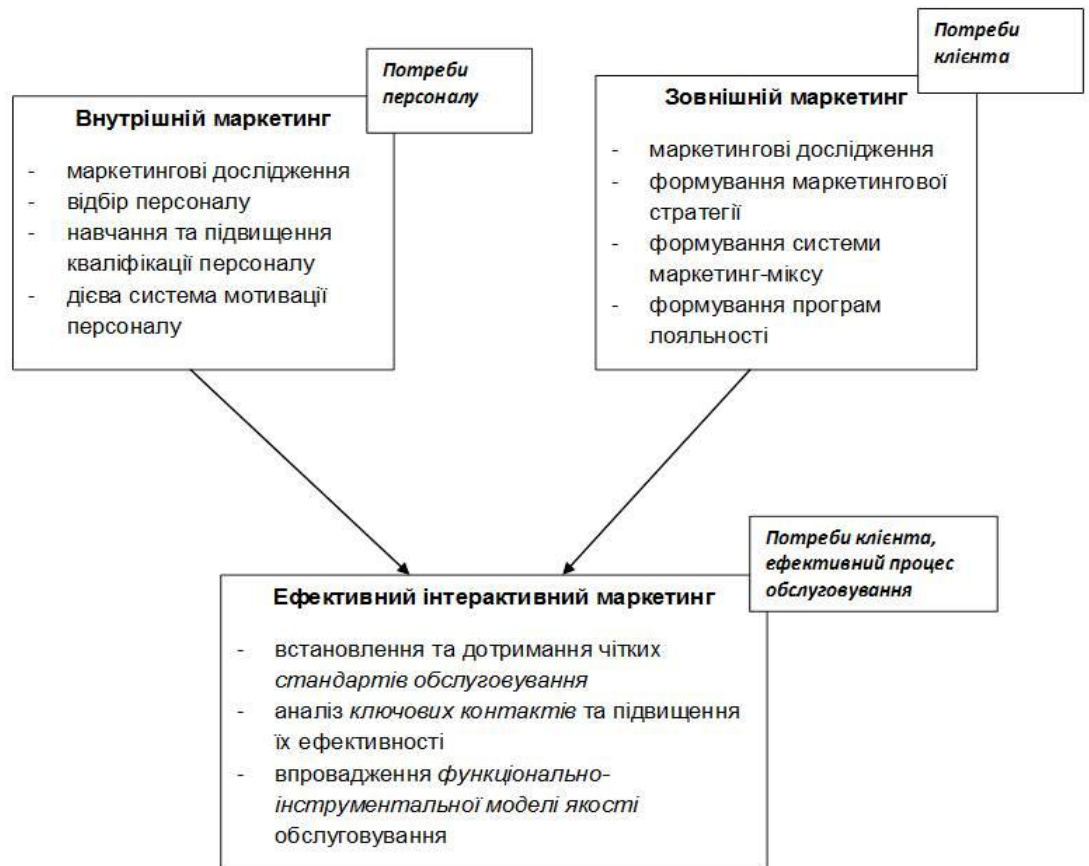 Потреби
персоналу
Внутрішній маркетинг
- маркетингові дослідження
- відбір персоналу
- навчання та підвищення
кваліфікації персоналу
- дієва система мотивації
персоналу
Потреби
клієнта
Зовнішній маркетинг
- маркетингові дослідження
- формування маркетингової
стратегії
- формування системи
маркетинг-міксу
- формування програм
лояльності
Потреби клієнта,
ефективний процес
обслуговування
Ефективний інтерактивний маркетинг
- встановлення та дотримання чітких
стандартів обслуговування
- аналіз ключових контактів та підвищення
їх ефективності
- впровадження функціонально-
інструментальної моделі якості
обслуговування